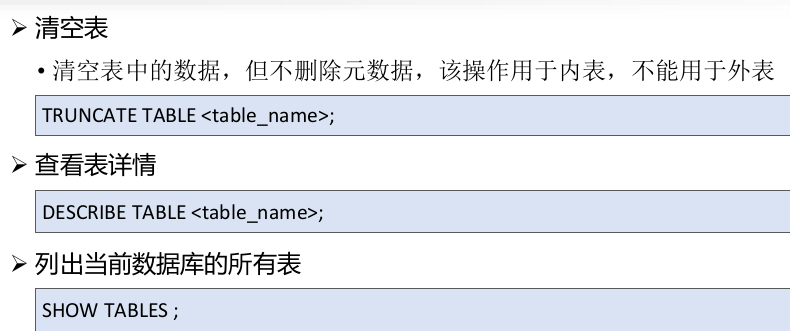 ➢ 清空表
• 清空表中的数据，但不删除元数据，该操作用于内表，不能用于外表
TRUNCATE TABLE <table_name>;
➢ 查看表详情
DESCRIBE TABLE <table_name>;
➢ 列出当前数据库的所有表
SHOW TABLES ;